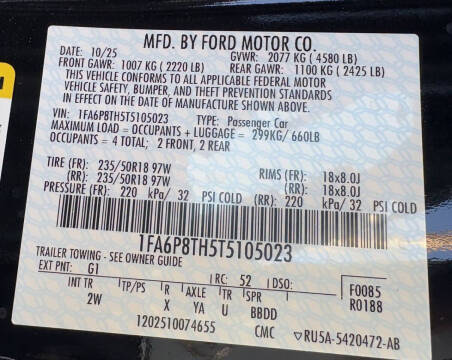 MFD. BY FORD MOTOR CO.
DATE: 10/25 GVWR: 2077 KG ( 4580 LB)
FRONT GAWR: 1007 KG ( 2220 LB) REAR GAWR: 1100 KG ( 2425 LB)
THIS VEHICLE CONFORMS TO ALL APPLICABLE FEDERAL MOTOR
VEHICLE SAFETY, BUMPER, AND THEFT PREVENTION STANDARDS
IN EFFECT ON THE DATE OF MANUFACTURE SHOWN ABOVE.
VIN: 1FA6P8TH5T5105023 TYPE: Passenger Car
MAXIMUM LOAD = OCCUPANTS + LUGGAGE = 299KG/ 660LB
OCCUPANTS = 4 TOTAL; 2 FRONT, 2 REAR
TIRE (FR): 235/50R18 97W RIMS (FR): 18x8.0J
(RR): 235/50R18 97W (RR): 18x8.0J
PRESSURE (FR): 220 kPa/ 32 PSI COLD (RR): 220 kPa/ 32 PSI COLD
1FA6P8TH5T5105023
TRAILER TOWING - SEE OWNER GUIDE
EXT PNT: G1 RC: 52 DSO: F0085
INT TR TP/PS R AXLE TR SPR R0188
2W X YA U BBDD
1202510074655 CMC ▽RU5A-5420472-AB